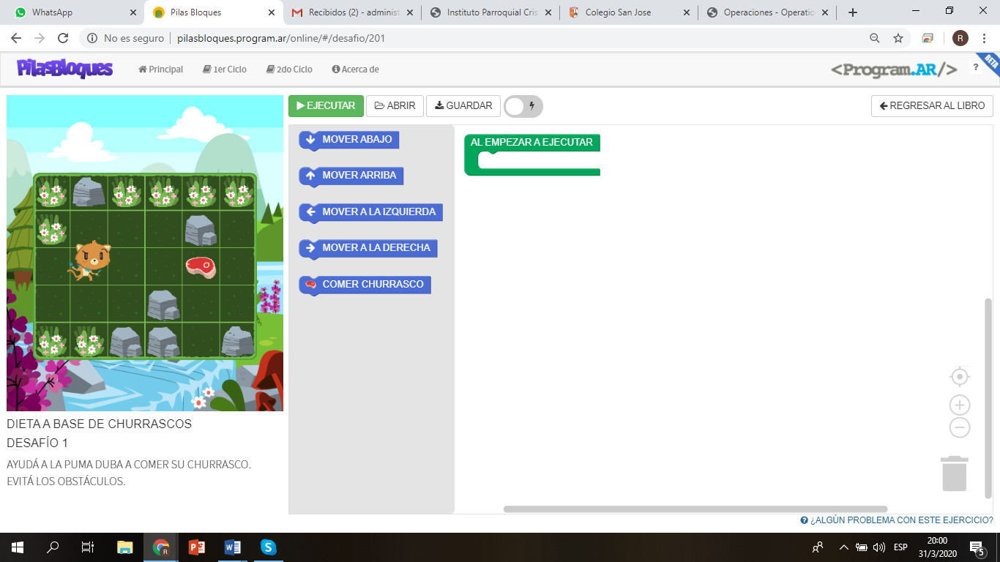 WhatsApp
Pilas Bloques
Recibidos (2) - administ
Instituto Parroquial Cris
Colegio San Jose
Operaciones - Operatio
No es seguro
pilasbloques.program.ar/online/#/desafio/201
R
PilasBloques
Principal
1er Ciclo
2do Ciclo
Acerca de
<Program.AR/>
?
BETA
EJECUTAR
ABRIR
GUARDAR
REGRESAR AL LIBRO
MOVER ABAJO
MOVER ARRIBA
MOVER A LA IZQUIERDA
MOVER A LA DERECHA
COMER CHURRASCO
AL EMPEZAR A EJECUTAR
DIETA A BASE DE CHURRASCOS
DESAFÍO 1
AYUDÁ A LA PUMA DUBA A COMER SU CHURRASCO.
EVITÁ LOS OBSTÁCULOS.
¿ALGÚN PROBLEMA CON ESTE EJERCICIO?
R
ESP
20:00
31/3/2020
5